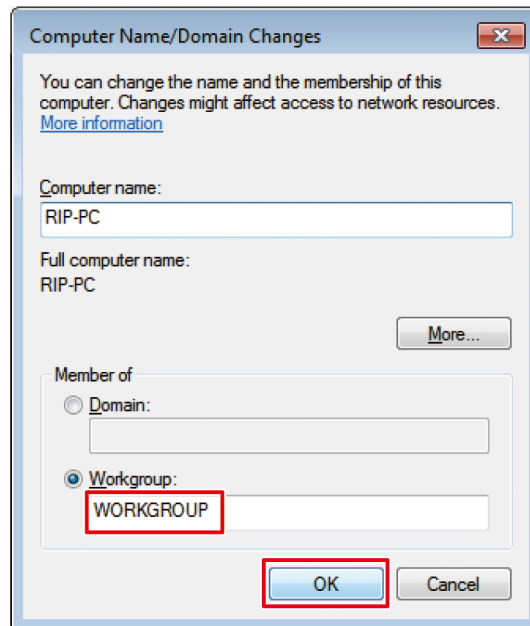 Computer Name/Domain Changes
You can change the name and the membership of this
computer. Changes might affect access to network resources.
More information
Computer name:
RIP-PC
Full computer name:
RIP-PC
More...
Member of
Domain:
Workgroup:
WORKGROUP
OK Cancel